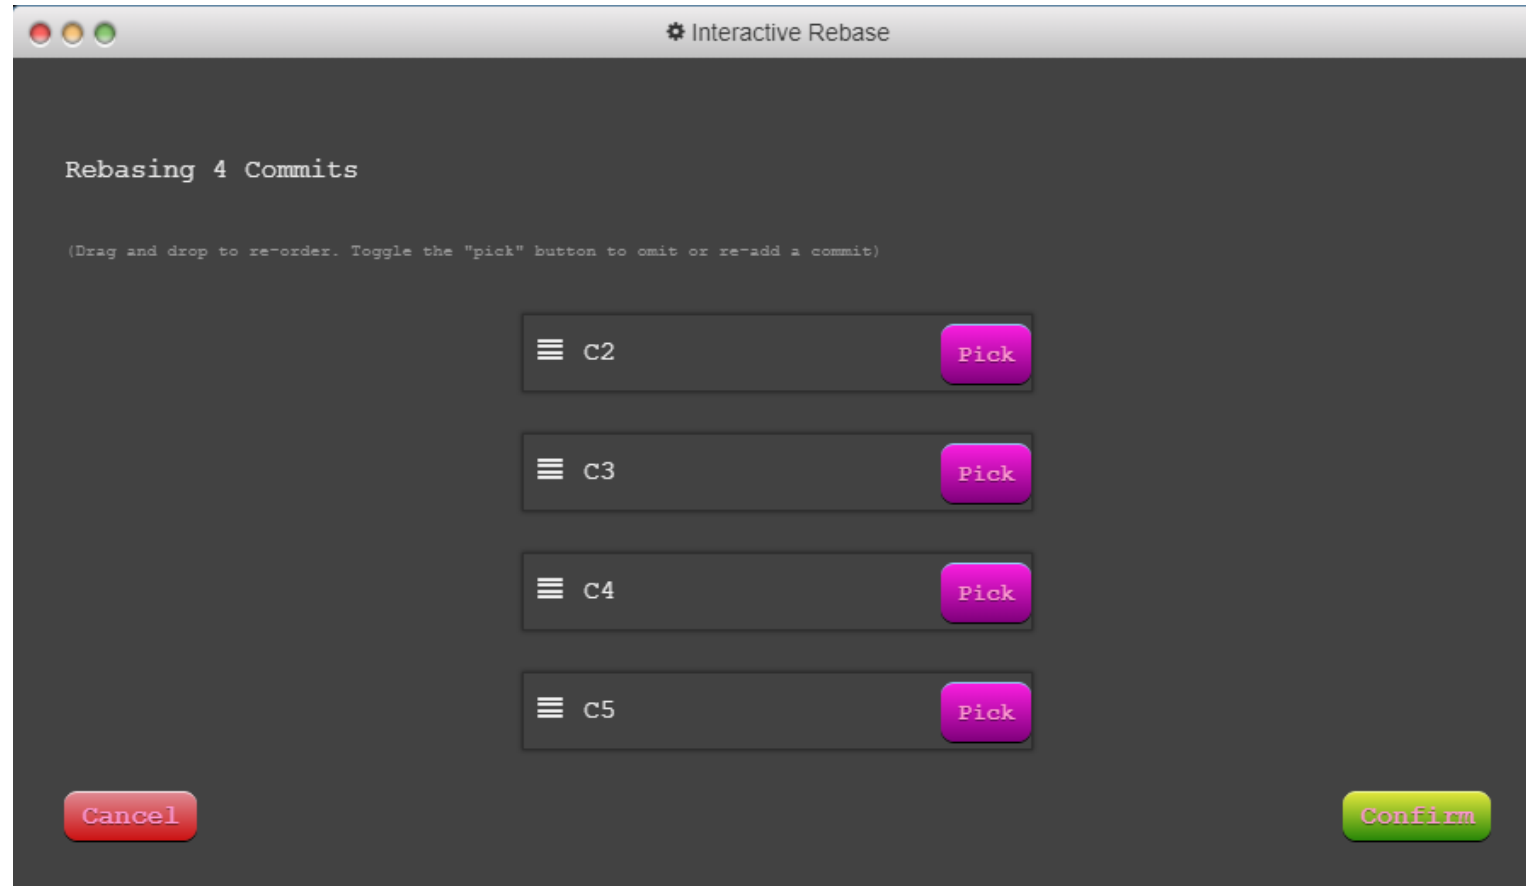 Interactive Rebase
Rebasing 4 Commits
(Drag and drop to re-order. Toggle the "pick" button to omit or re-add a commit)
C2 Pick
C3 Pick
C4 Pick
C5 Pick
Cancel Confirm